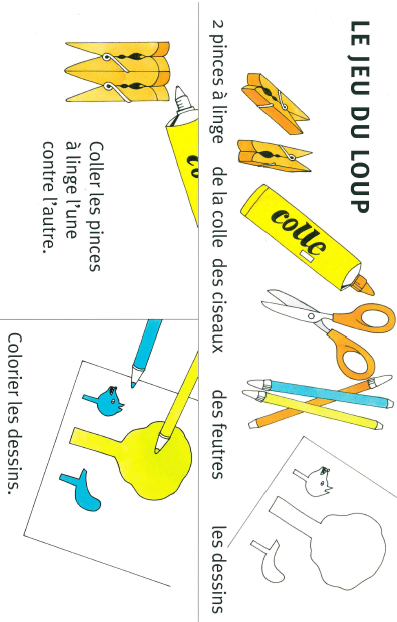 LE JEU DU LOUP
colle
2 pinces à linge de la colle des ciseaux des feutres les dessins
co
Coller les pinces
à linge l'une
contre l'autre.
Colorier les dessins.